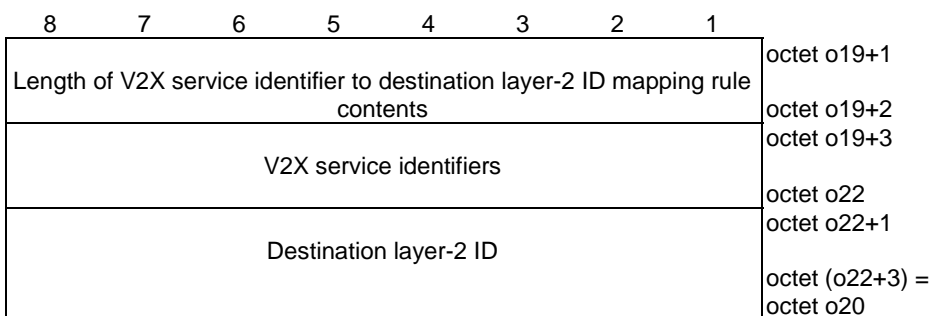 8 7 6 5 4 3 2 1
octet o19+1
Length of V2X service identifier to destination layer-2 ID mapping rule
contents
octet o19+2
octet o19+3
V2X service identifiers
octet o22
octet o22+1
Destination layer-2 ID
octet (o22+3) =
octet o20